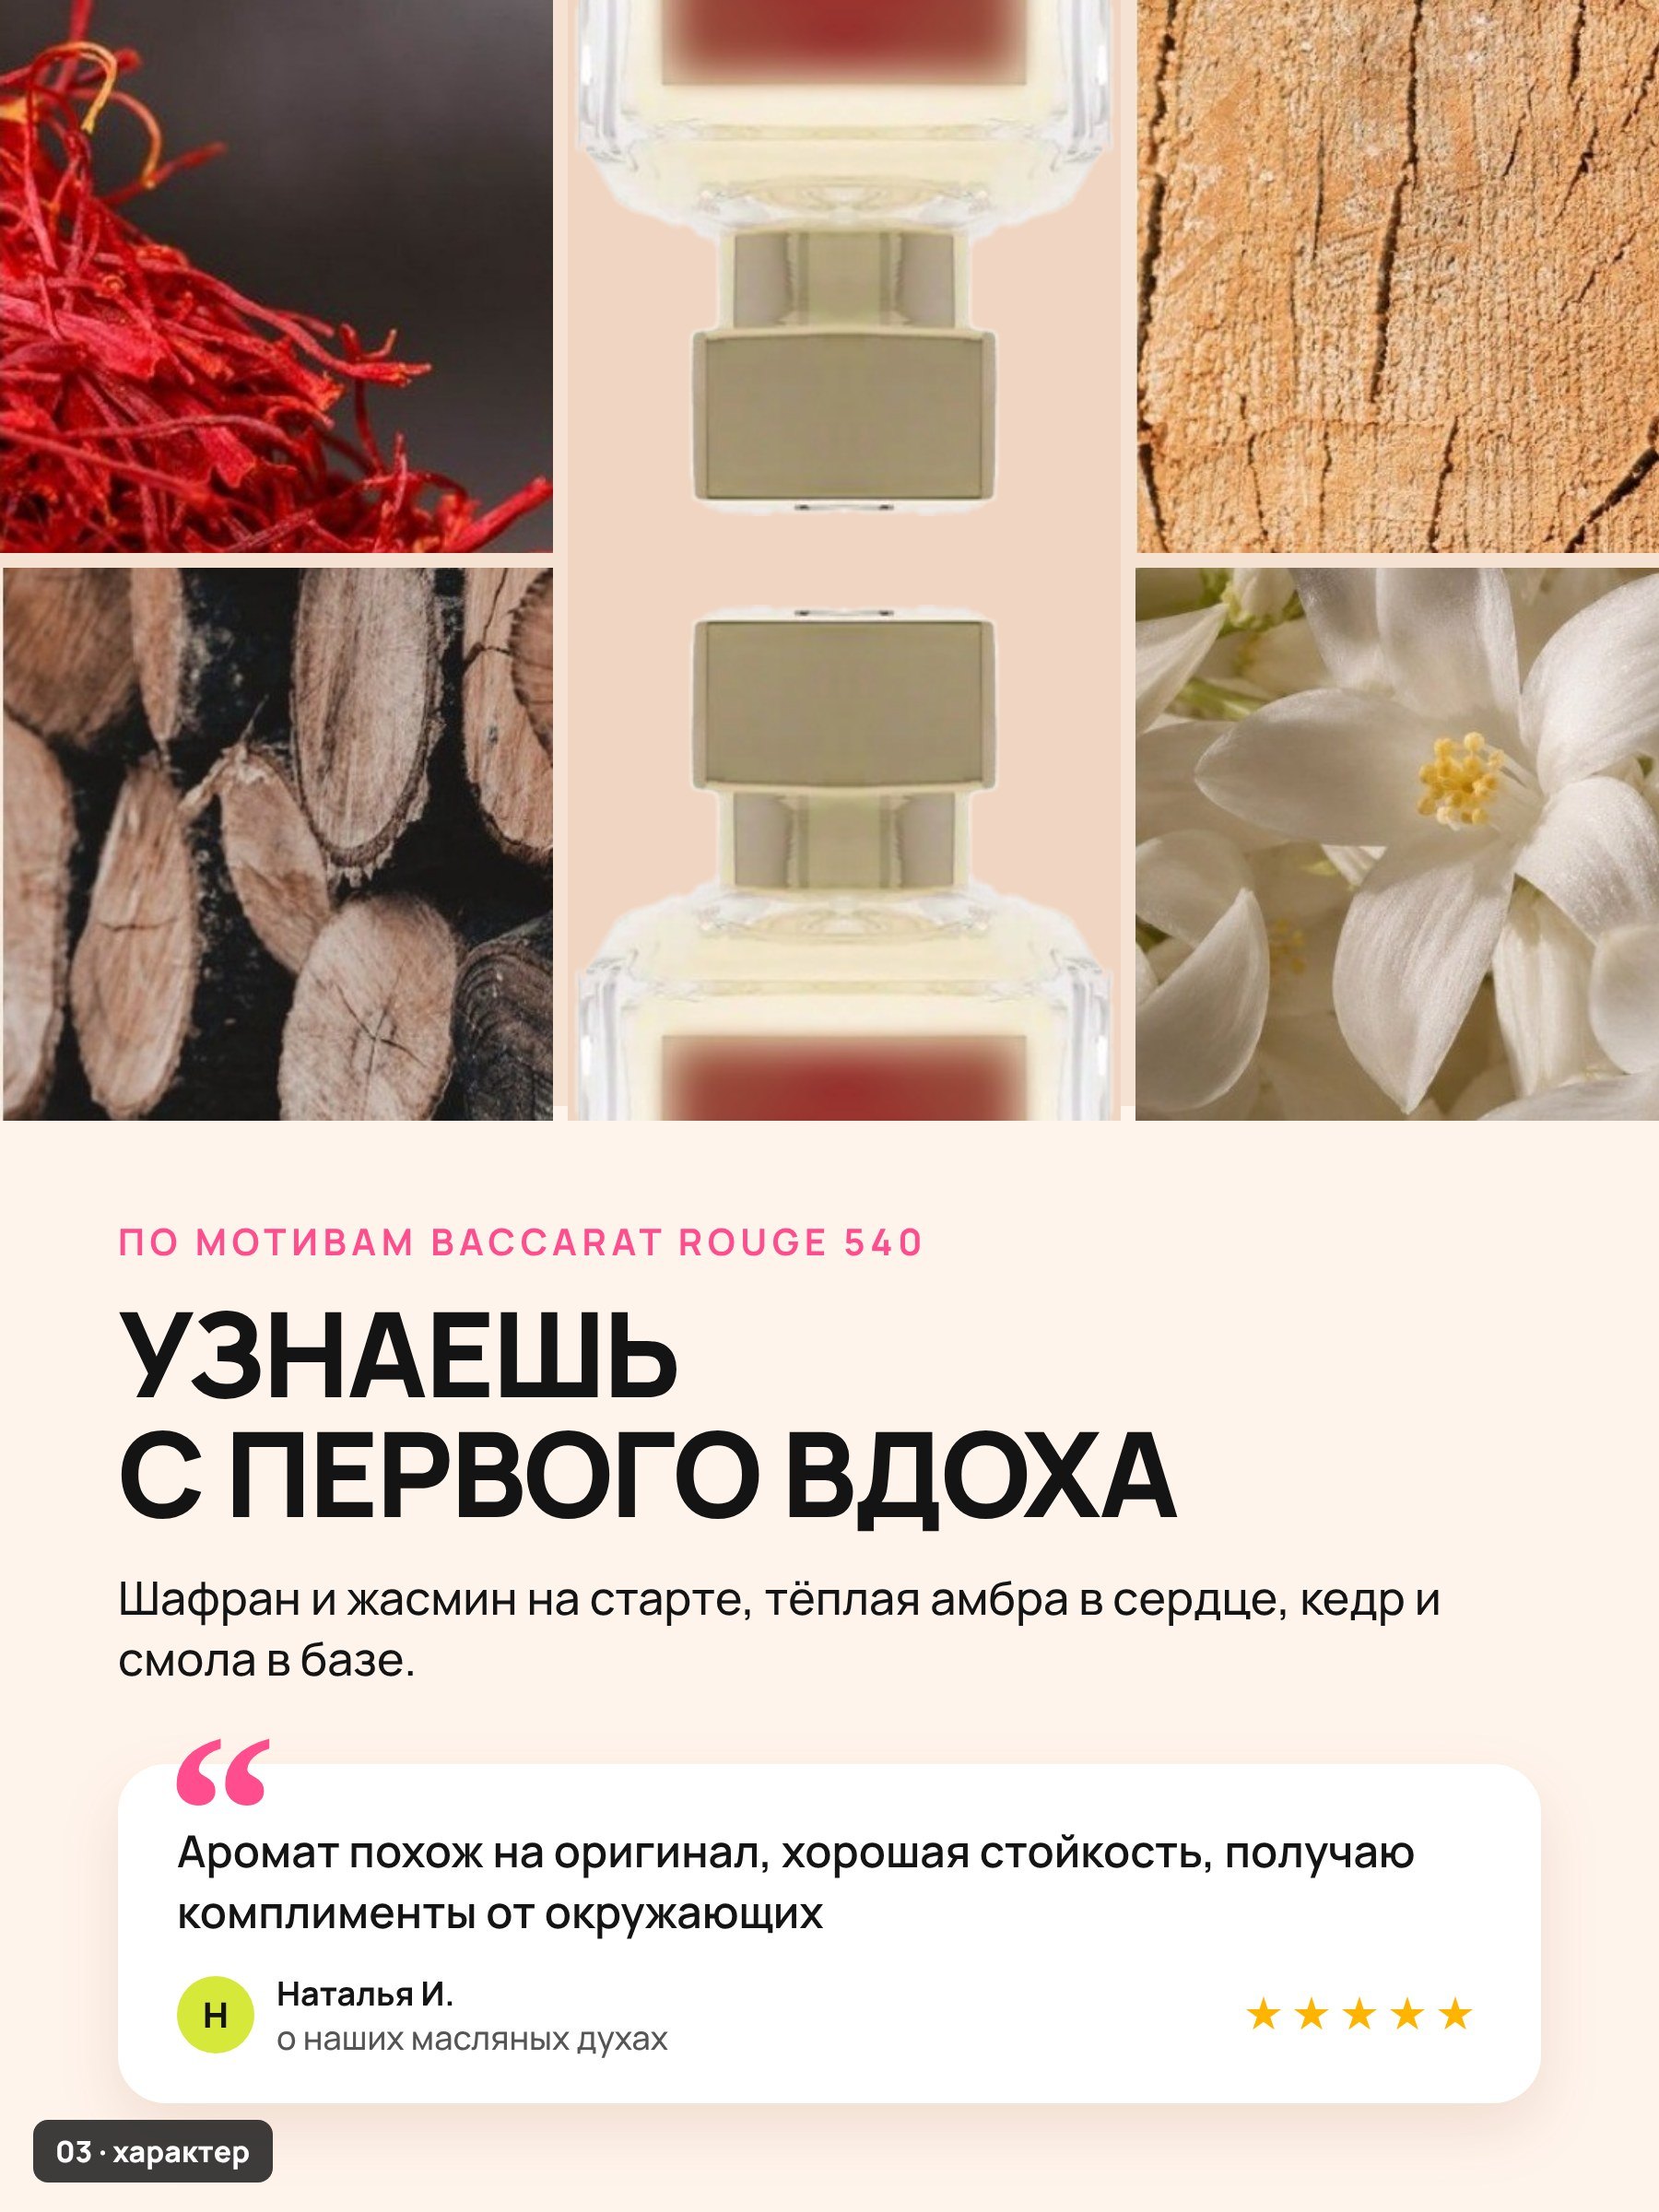 ПО МОТИВАМ BACCARAT ROUGE 540
УЗНАЕШЬ
С ПЕРВОГО ВДОХА
Шафран и жасмин на старте, тёплая амбра в сердце, кедр и
смола в базе.
“
Аромат похож на оригинал, хорошая стойкость, получаю
комплименты от окружающих
Н
Наталья И.
о наших масляных духах
★★★★★
03 · характер